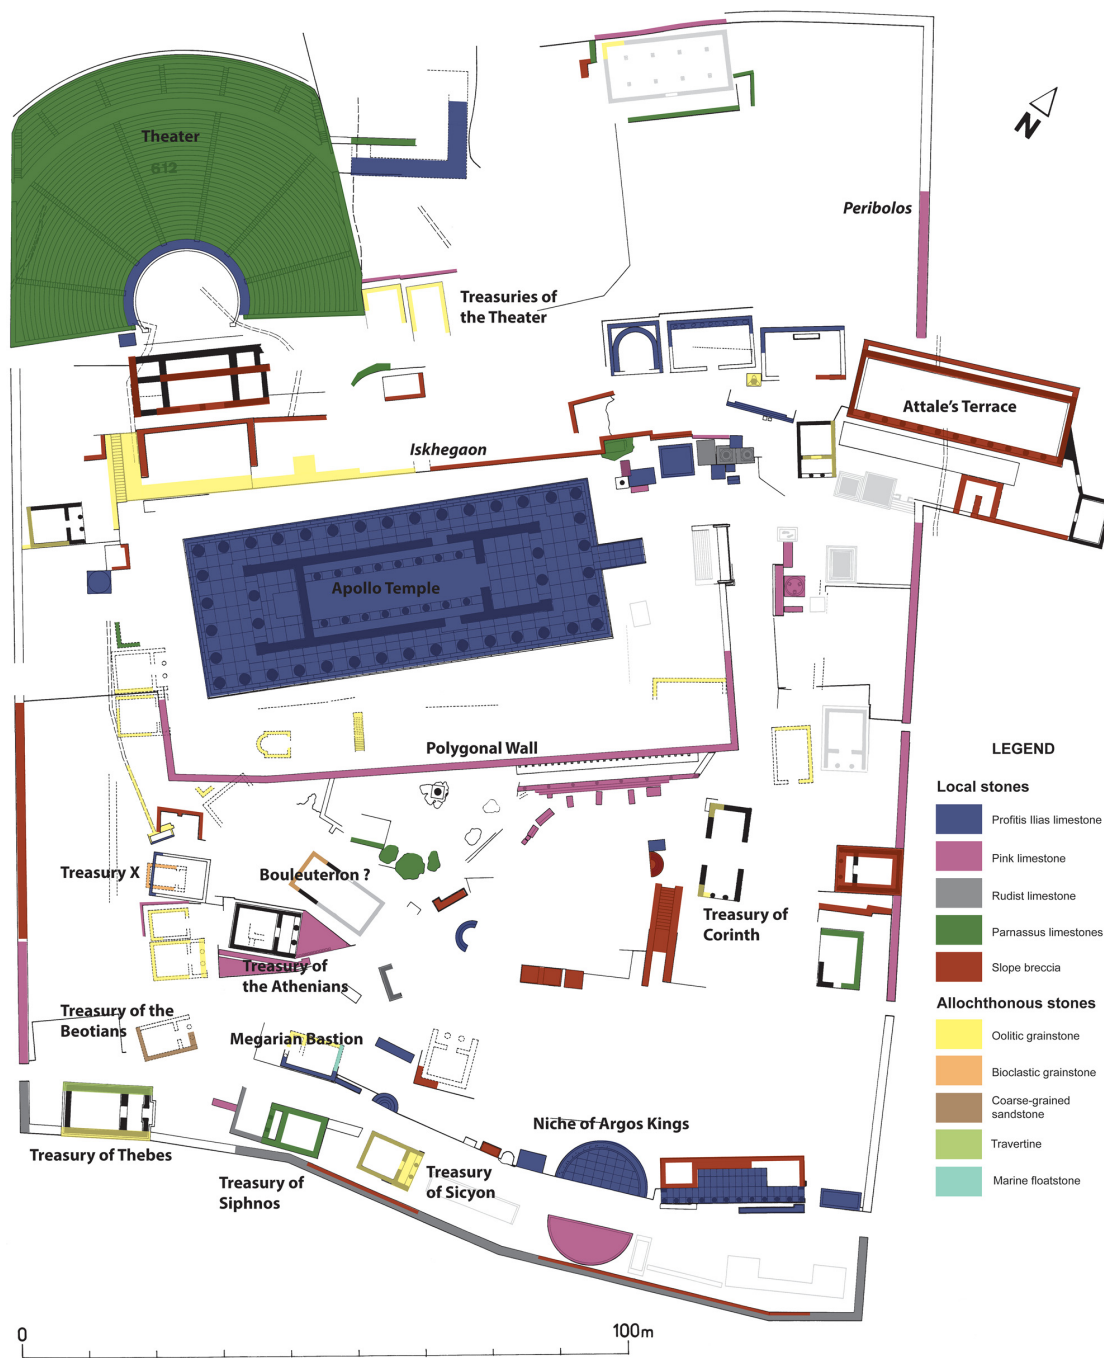 Theater
612
N
Peribolos
Treasuries of
the Theater
Attale's Terrace
Iskhegaon
Apollo Temple
Polygonal Wall
Treasury X
Bouleuterion ?
Treasury of
Corinth
Treasury of
the Athenians
Treasury of the
Beotians
Megarian Bastion
Niche of Argos Kings
Treasury of Thebes
Treasury of
Siphnos
Treasury
of Sicyon
LEGEND
Local stones
Profitis Ilias limestone
Pink limestone
Rudist limestone
Parnassus limestones
Slope breccia
Allochthonous stones
Oolitic grainstone
Bioclastic grainstone
Coarse-grained
sandstone
Travertine
Marine floatstone
0
100m